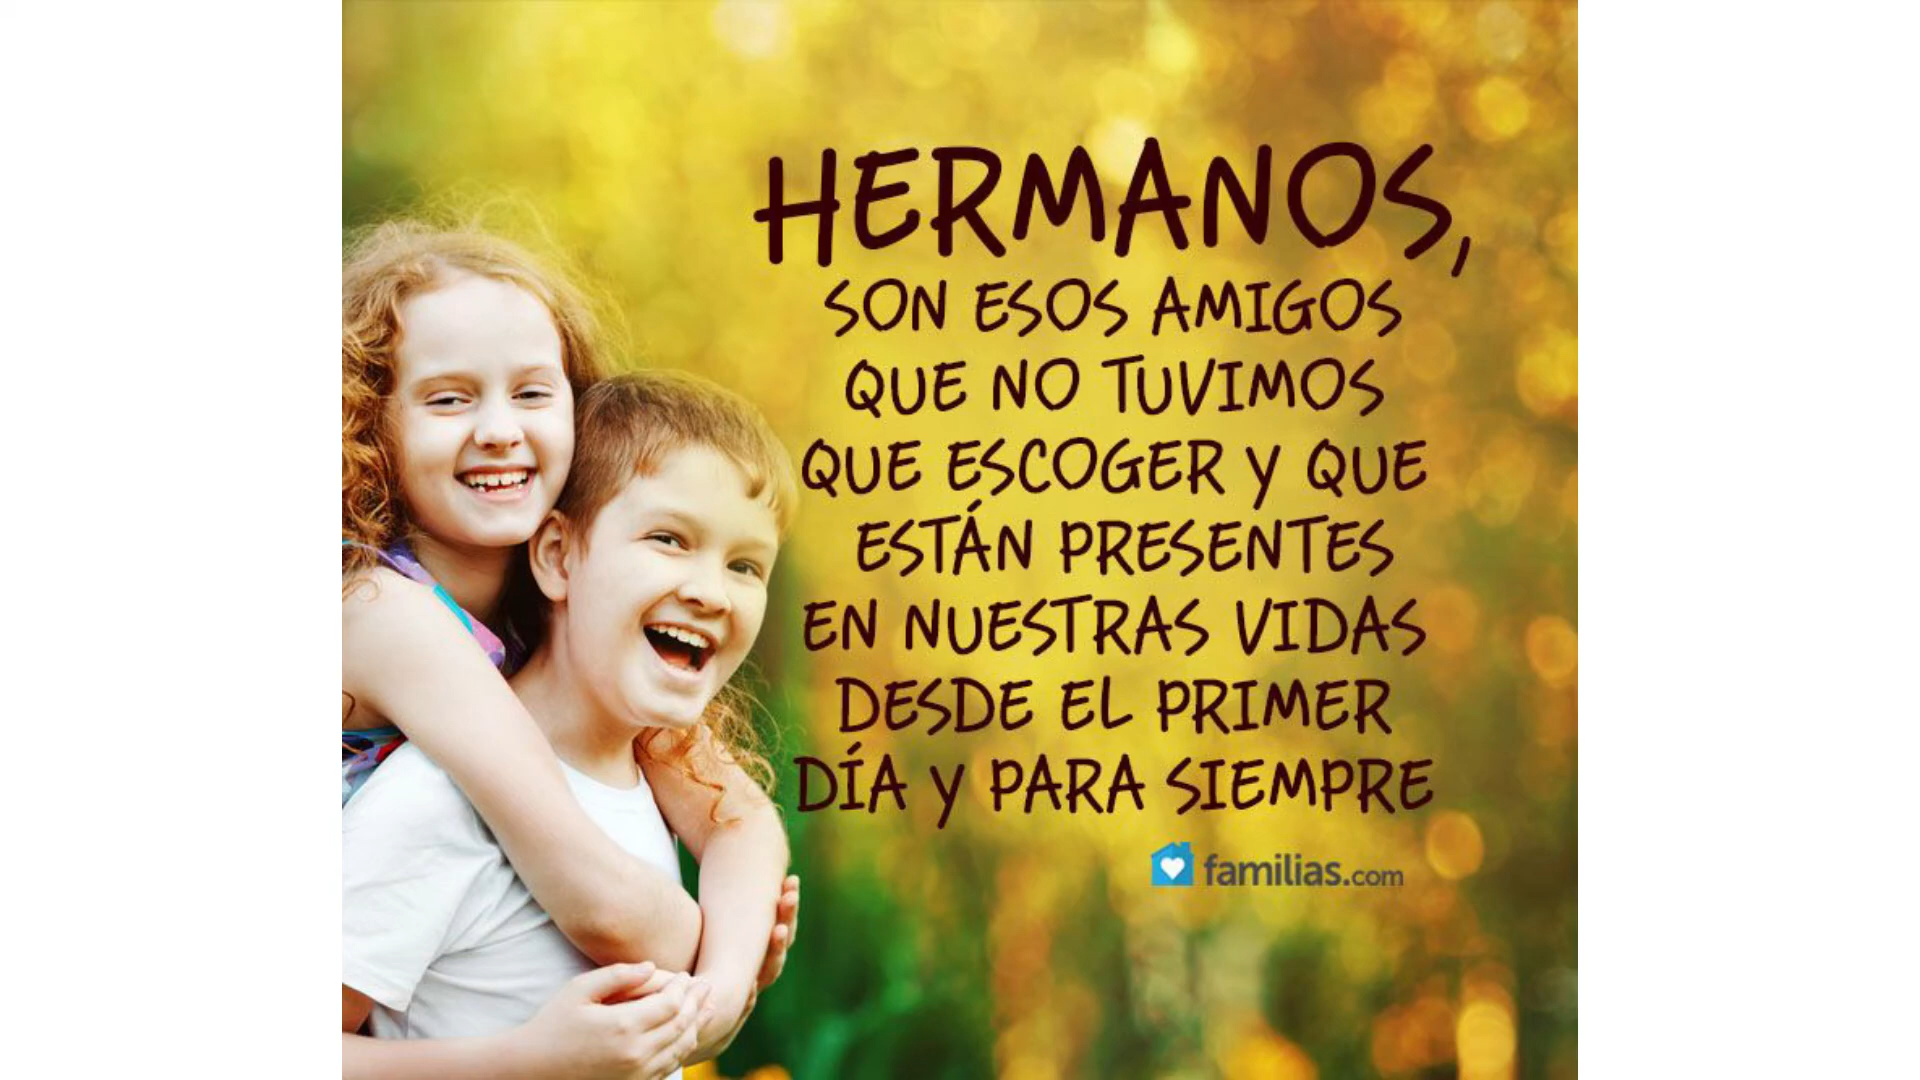 HERMANOS,
SON ESOS AMIGOS
QUE NO TUVIMOS
QUE ESCOGER Y QUE
ESTÁN PRESENTES
EN NUESTRAS VIDAS
DESDE EL PRIMER
DÍA Y PARA SIEMPRE
familias.com